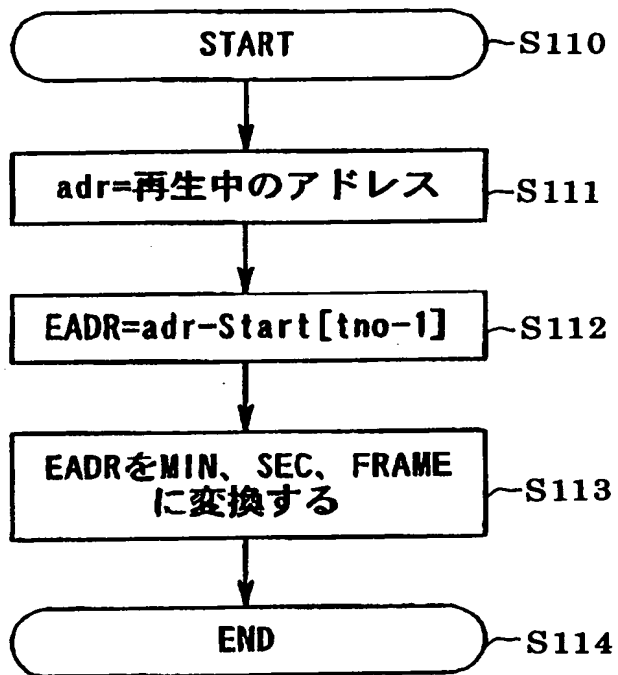 START
S110
adr=再生中のアドレス
S111
EADR=adr-Start[tno-1]
S112
EADRをMIN、SEC、FRAME
に変換する
S113
END
S114